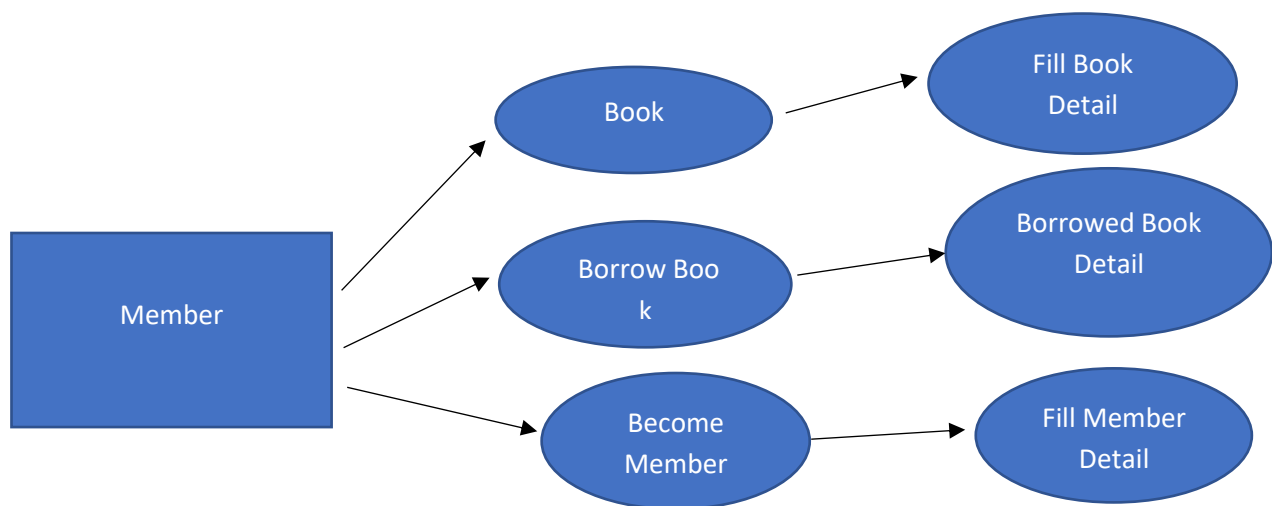 Member
Book
Fill Book
Detail
Borrow Boo
k
Borrowed Book
Detail
Become
Member
Fill Member
Detail